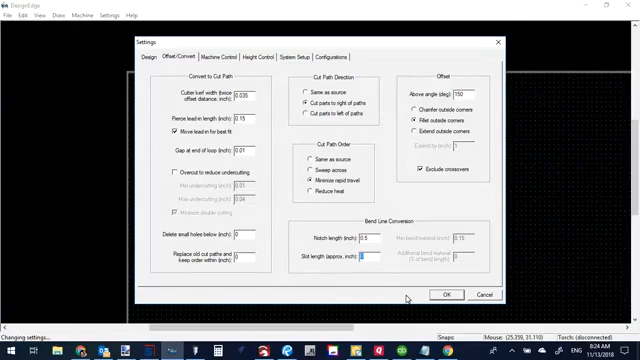 DesignEdge
File Edit View Draw Machine Settings Help
Settings
Design Offset/Convert Machine Control Height Control System Setup Configurations
Convert to Cut Path
Cutter kerf width (twice offset distance, inch) 0.035
Pierce lead-in length (inch) 0.15
Move lead-in for best fit
Gap at end of loop (inch) 0.01
Overcut to reduce undercutting
Min undercutting (inch) 0.01
Max undercutting (inch) 0.04
Minimize double cutting
Delete small holes below (inch) 0
Replace old cut paths and keep order within (inch) 0
Cut Path Direction
Same as source
Cut parts to right of paths
Cut parts to left of paths
Cut Path Order
Same as source
Sweep across
Minimize rapid travel
Reduce heat
Offset
Above angle (deg) 150
Chamfer outside corners
Fillet outside corners
Extend outside corners
Extend by (inch) 1
Exclude crossovers
Bend Line Conversion
Notch length (inch) 0.5
Slot length (approx, inch)
Min bend material (inch) 0.15
Additional bend material (% of bend length) 0
OK Cancel
Changing settings... Snaps: Mouse: (25.359, 31.110) Torch: (disconnected)
ENG
8:24 AM
11/13/2018